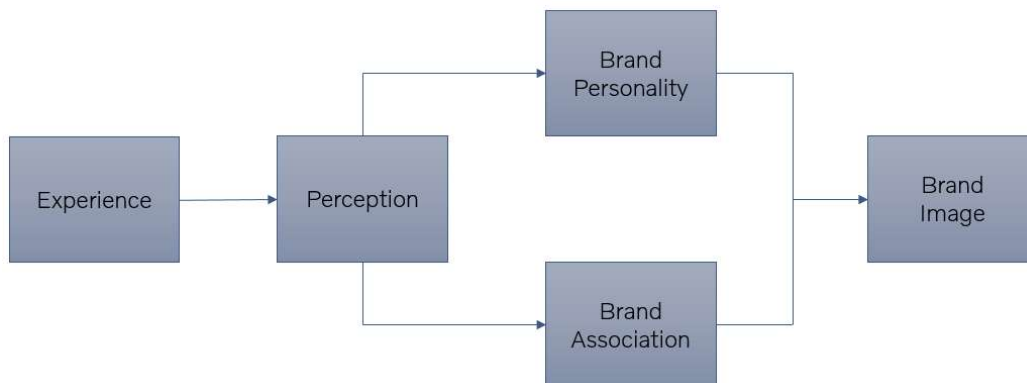 Brand
Personality
Experience
Perception
Brand
Image
Brand
Association